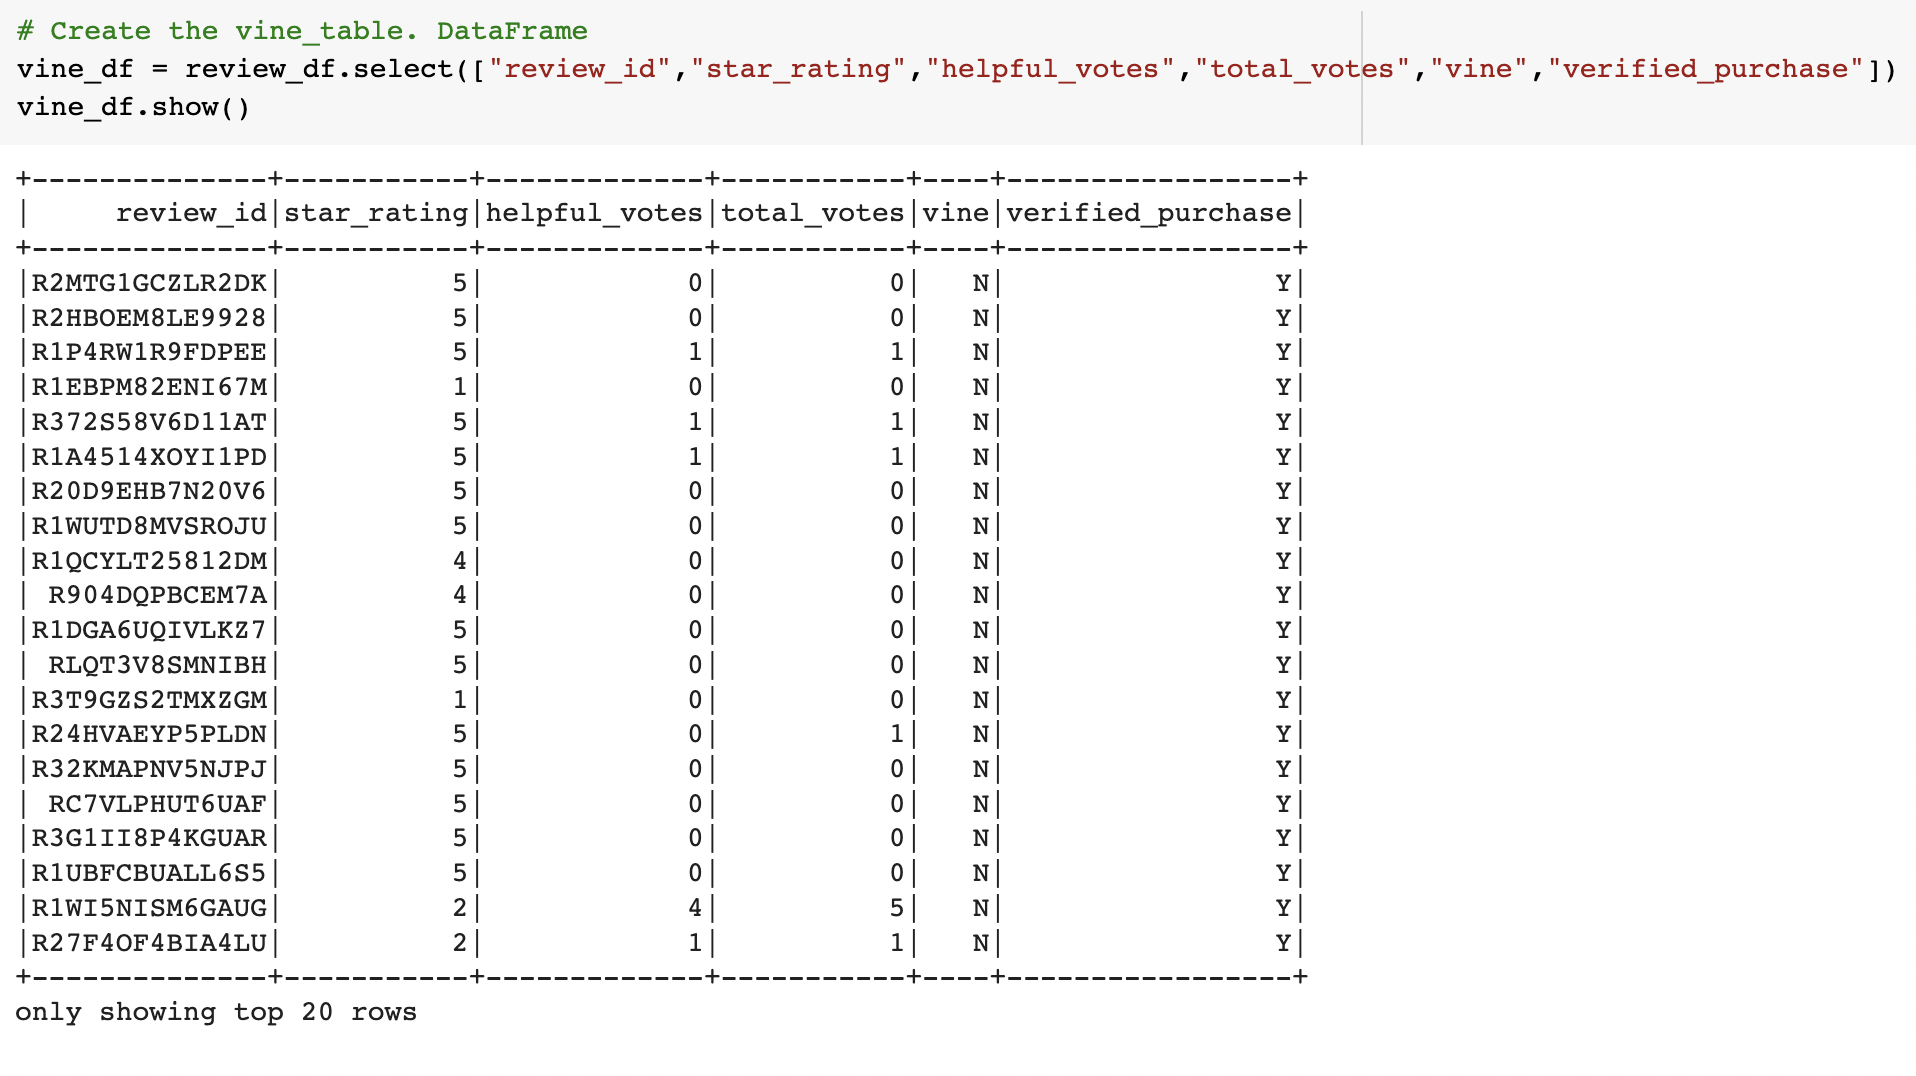 # Create the vine_table. DataFrame
vine_df = review_df.select(["review_id","star_rating","helpful_votes","total_votes","vine","verified_purchase"])
vine_df.show()
+--------------+-----------+-------------+-----------+----+-----------------+
|     review_id|star_rating|helpful_votes|total_votes|vine|verified_purchase|
+--------------+-----------+-------------+-----------+----+-----------------+
|R2MTG1GCZLR2DK|          5|            0|          0|   N|                Y|
|R2HBOEM8LE9928|          5|            0|          0|   N|                Y|
|R1P4RW1R9FDPEE|          5|            1|          1|   N|                Y|
|R1EBPM82ENI67M|          1|            0|          0|   N|                Y|
|R372S58V6D11AT|          5|            1|          1|   N|                Y|
|R1A4514XOYI1PD|          5|            1|          1|   N|                Y|
|R20D9EHB7N20V6|          5|            0|          0|   N|                Y|
|R1WUTD8MVSROJU|          5|            0|          0|   N|                Y|
|R1QCYLT25812DM|          4|            0|          0|   N|                Y|
| R904DQPBCEM7A|          4|            0|          0|   N|                Y|
|R1DGA6UQIVLKZ7|          5|            0|          0|   N|                Y|
| RLQT3V8SMNIBH|          5|            0|          0|   N|                Y|
|R3T9GZS2TMXZGM|          1|            0|          0|   N|                Y|
|R24HVAEYP5PLDN|          5|            0|          1|   N|                Y|
|R32KMAPNV5NJPJ|          5|            0|          0|   N|                Y|
| RC7VLPHUT6UAF|          5|            0|          0|   N|                Y|
|R3G1II8P4KGUAR|          5|            0|          0|   N|                Y|
|R1UBFCBUALL6S5|          5|            0|          0|   N|                Y|
|R1WI5NISM6GAUG|          2|            4|          5|   N|                Y|
|R27F4OF4BIA4LU|          2|            1|          1|   N|                Y|
+--------------+-----------+-------------+-----------+----+-----------------+
only showing top 20 rows